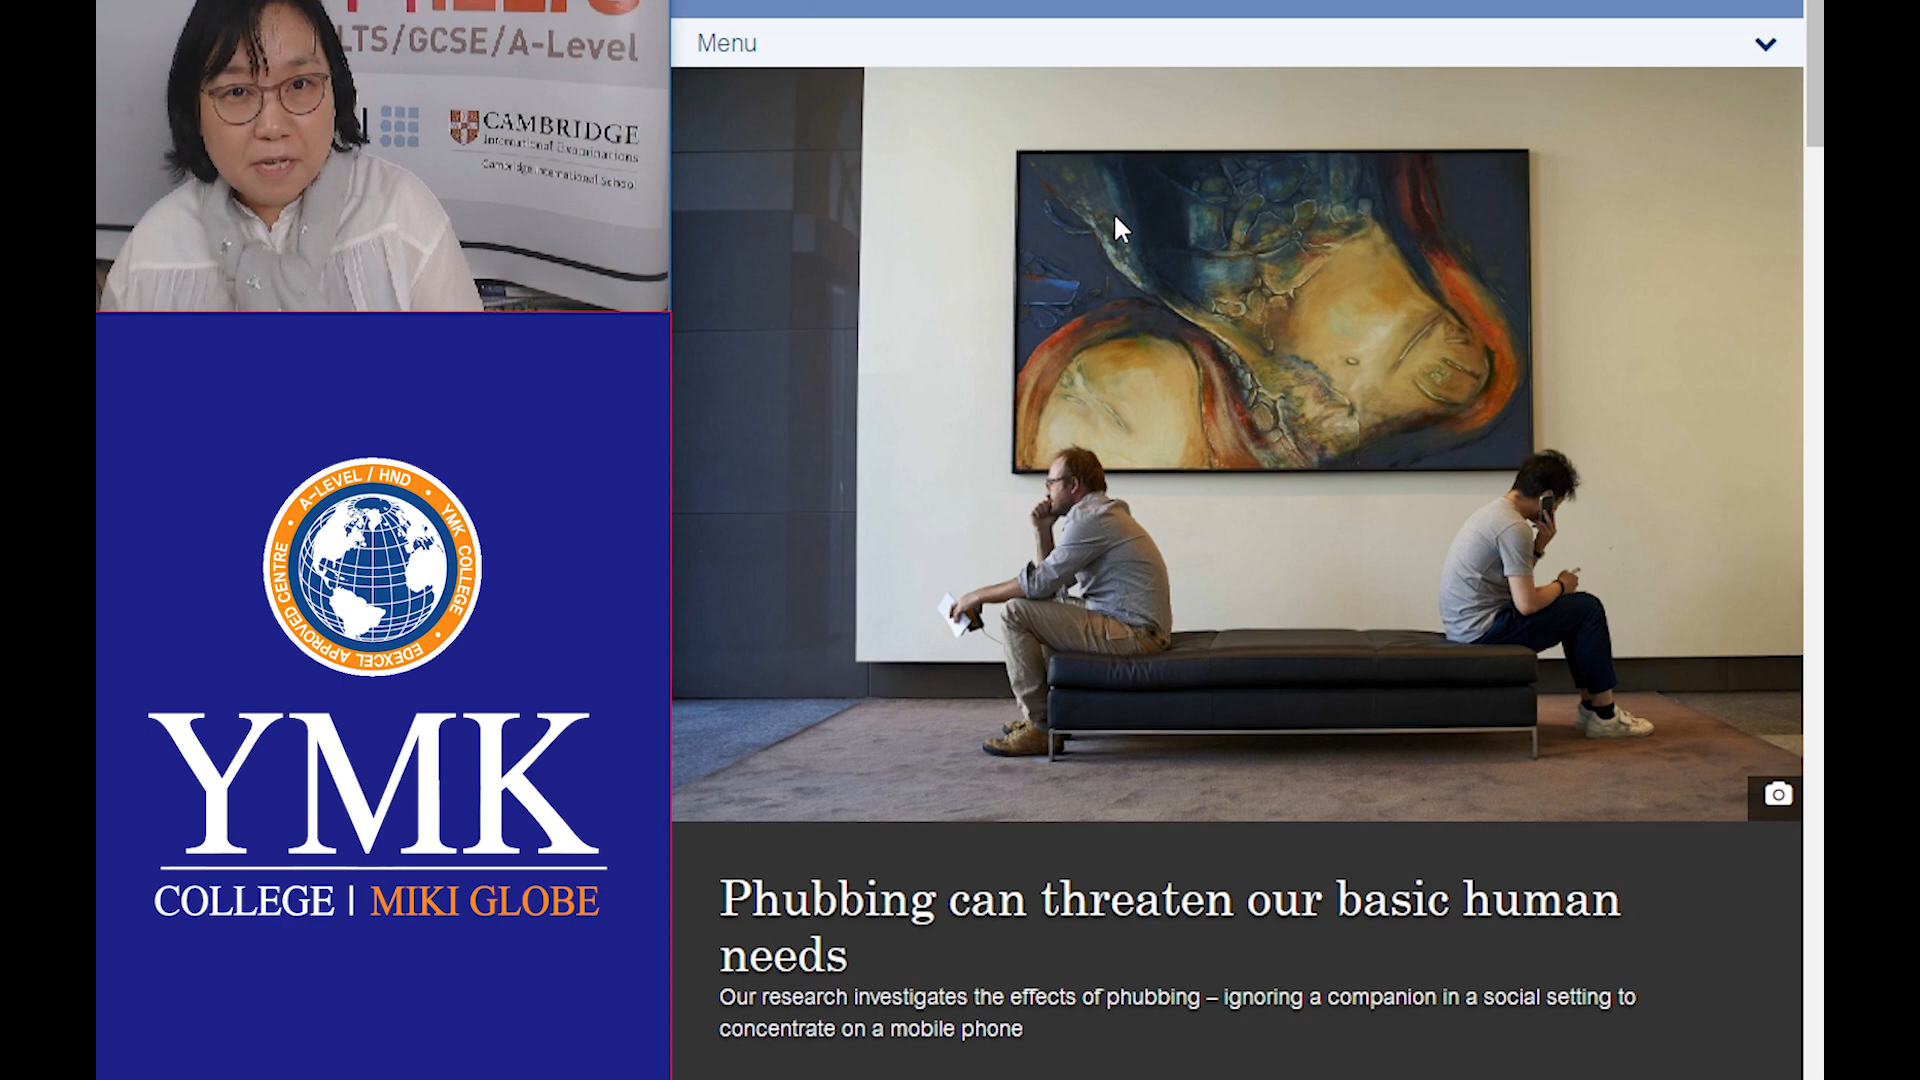 LTS/GCSE/A-Level
CAMBRIDGE
International Examinations
Cambridge International School
Menu
A-LEVEL / HND • YMK COLLEGE • EDEXCEL APPROVED CENTRE •
YMK
COLLEGE | MIKI GLOBE
Phubbing can threaten our basic human
needs
Our research investigates the effects of phubbing – ignoring a companion in a social setting to
concentrate on a mobile phone